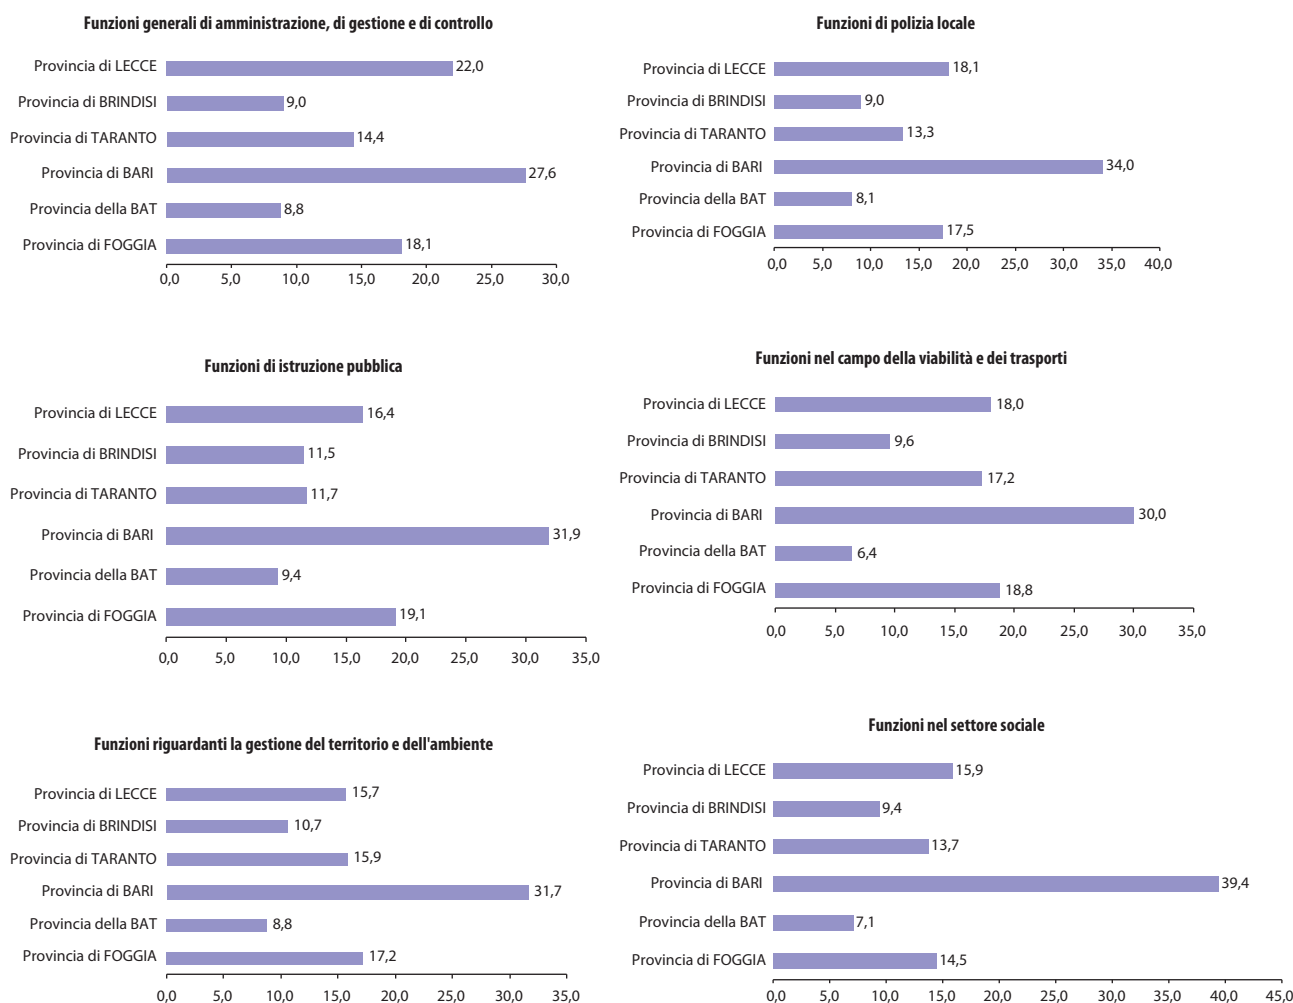 Funzioni generali di amministrazione, di gestione e di controllo
Provincia di LECCE 22,0
Provincia di BRINDISI 9,0
Provincia di TARANTO 14,4
Provincia di BARI 27,6
Provincia della BAT 8,8
Provincia di FOGGIA 18,1
0,0 5,0 10,0 15,0 20,0 25,0 30,0
Funzioni di polizia locale
Provincia di LECCE 18,1
Provincia di BRINDISI 9,0
Provincia di TARANTO 13,3
Provincia di BARI 34,0
Provincia della BAT 8,1
Provincia di FOGGIA 17,5
0,0 5,0 10,0 15,0 20,0 25,0 30,0 35,0 40,0
Funzioni di istruzione pubblica
Provincia di LECCE 16,4
Provincia di BRINDISI 11,5
Provincia di TARANTO 11,7
Provincia di BARI 31,9
Provincia della BAT 9,4
Provincia di FOGGIA 19,1
0,0 5,0 10,0 15,0 20,0 25,0 30,0 35,0
Funzioni nel campo della viabilità e dei trasporti
Provincia di LECCE 18,0
Provincia di BRINDISI 9,6
Provincia di TARANTO 17,2
Provincia di BARI 30,0
Provincia della BAT 6,4
Provincia di FOGGIA 18,8
0,0 5,0 10,0 15,0 20,0 25,0 30,0 35,0
Funzioni riguardanti la gestione del territorio e dell'ambiente
Provincia di LECCE 15,7
Provincia di BRINDISI 10,7
Provincia di TARANTO 15,9
Provincia di BARI 31,7
Provincia della BAT 8,8
Provincia di FOGGIA 17,2
0,0 5,0 10,0 15,0 20,0 25,0 30,0 35,0
Funzioni nel settore sociale
Provincia di LECCE 15,9
Provincia di BRINDISI 9,4
Provincia di TARANTO 13,7
Provincia di BARI 39,4
Provincia della BAT 7,1
Provincia di FOGGIA 14,5
0,0 5,0 10,0 15,0 20,0 25,0 30,0 35,0 40,0 45,0